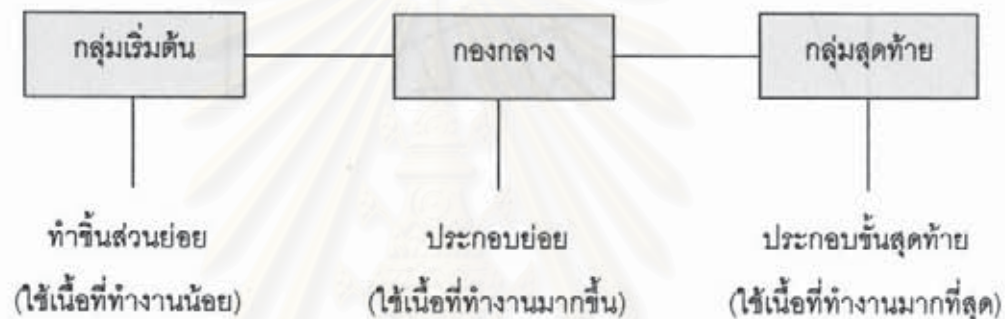 กลุ่มเริ่มต้น
กองกลาง
กลุ่มสุดท้าย
ทำชิ้นส่วนย่อย
ประกอบย่อย
ประกอบขั้นสุดท้าย
(ใช้เนื้อที่ทำงานน้อย)
(ใช้เนื้อที่ทำงานมากขึ้น)
(ใช้เนื้อที่ทำงานมากที่สุด)